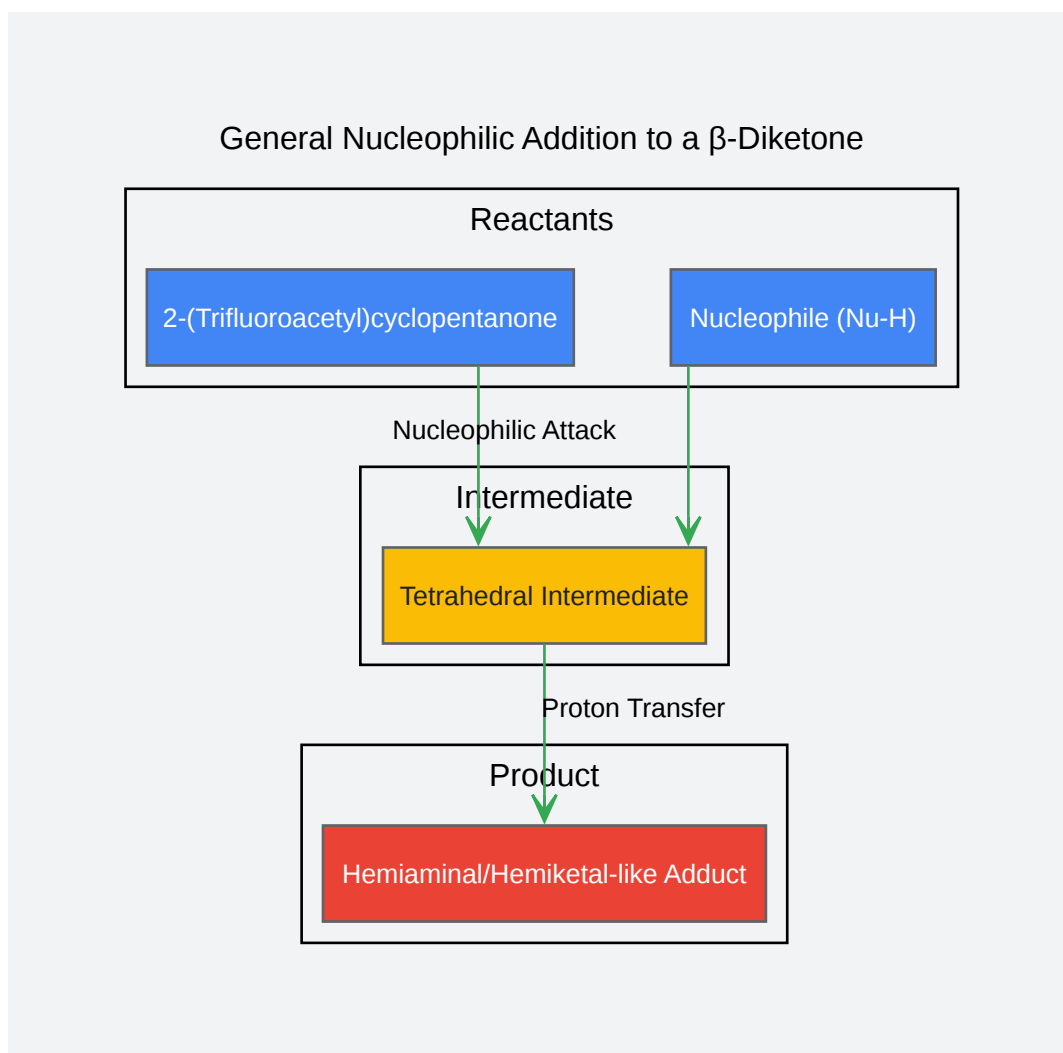 General Nucleophilic Addition to a β-Diketone
Reactants
2-(Trifluoroacetyl)cyclopentanone
Nucleophile (Nu-H)
Nucleophilic Attack
Intermediate
Tetrahedral Intermediate
Proton Transfer
Product
Hemiaminal/Hemiketal-like Adduct